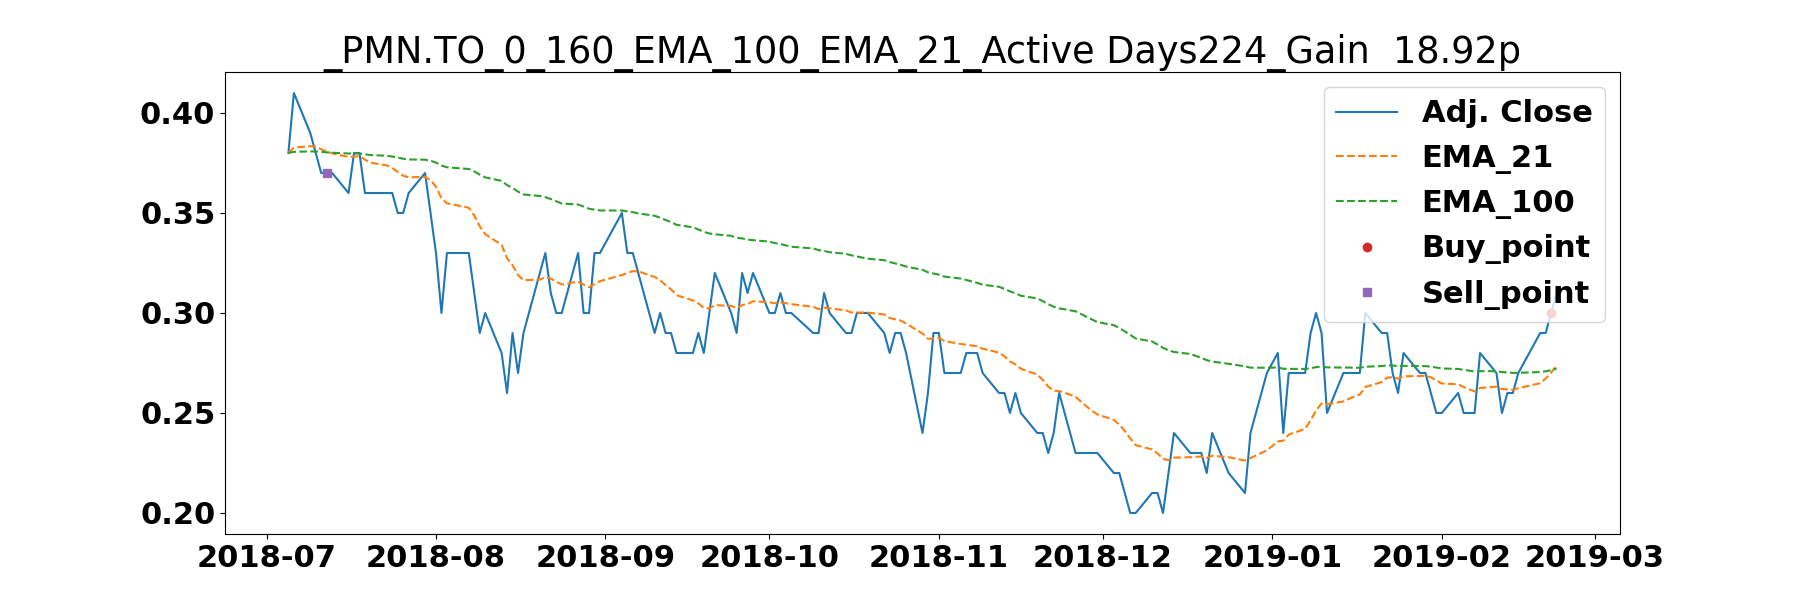 _PMN.TO_0_160_EMA_100_EMA_21_Active Days224_Gain  18.92p
0.40
0.35
0.30
0.25
0.20
Adj. Close
EMA_21
EMA_100
Buy_point
Sell_point
2018-07 2018-08 2018-09 2018-10 2018-11 2018-12 2019-01 2019-02 2019-03